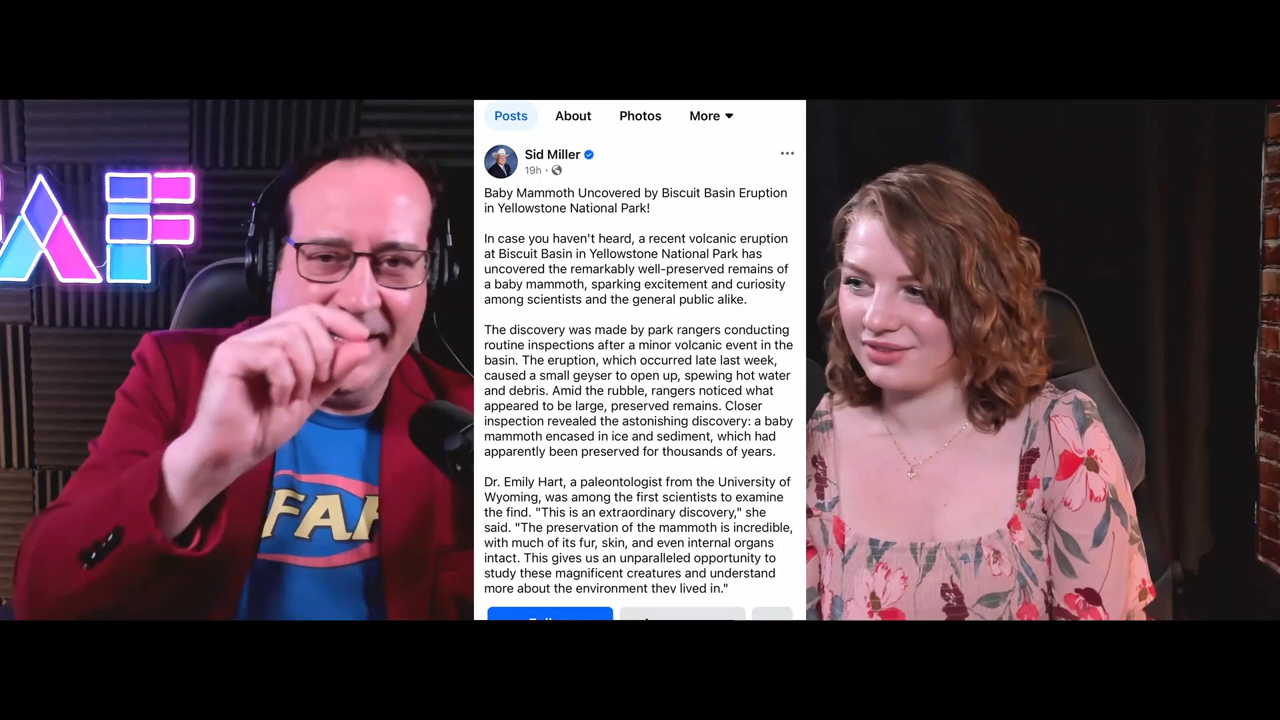 AF
FAR
Posts About Photos More
Sid Miller
19h
Baby Mammoth Uncovered by Biscuit Basin Eruption
in Yellowstone National Park!
In case you haven't heard, a recent volcanic eruption
at Biscuit Basin in Yellowstone National Park has
uncovered the remarkably well-preserved remains of
a baby mammoth, sparking excitement and curiosity
among scientists and the general public alike.
The discovery was made by park rangers conducting
routine inspections after a minor volcanic event in the
basin. The eruption, which occurred late last week,
caused a small geyser to open up, spewing hot water
and debris. Amid the rubble, rangers noticed what
appeared to be large, preserved remains. Closer
inspection revealed the astonishing discovery: a baby
mammoth encased in ice and sediment, which had
apparently been preserved for thousands of years.
Dr. Emily Hart, a paleontologist from the University of
Wyoming, was among the first scientists to examine
the find. "This is an extraordinary discovery," she
said. "The preservation of the mammoth is incredible,
with much of its fur, skin, and even internal organs
intact. This gives us an unparalleled opportunity to
study these magnificent creatures and understand
more about the environment they lived in."